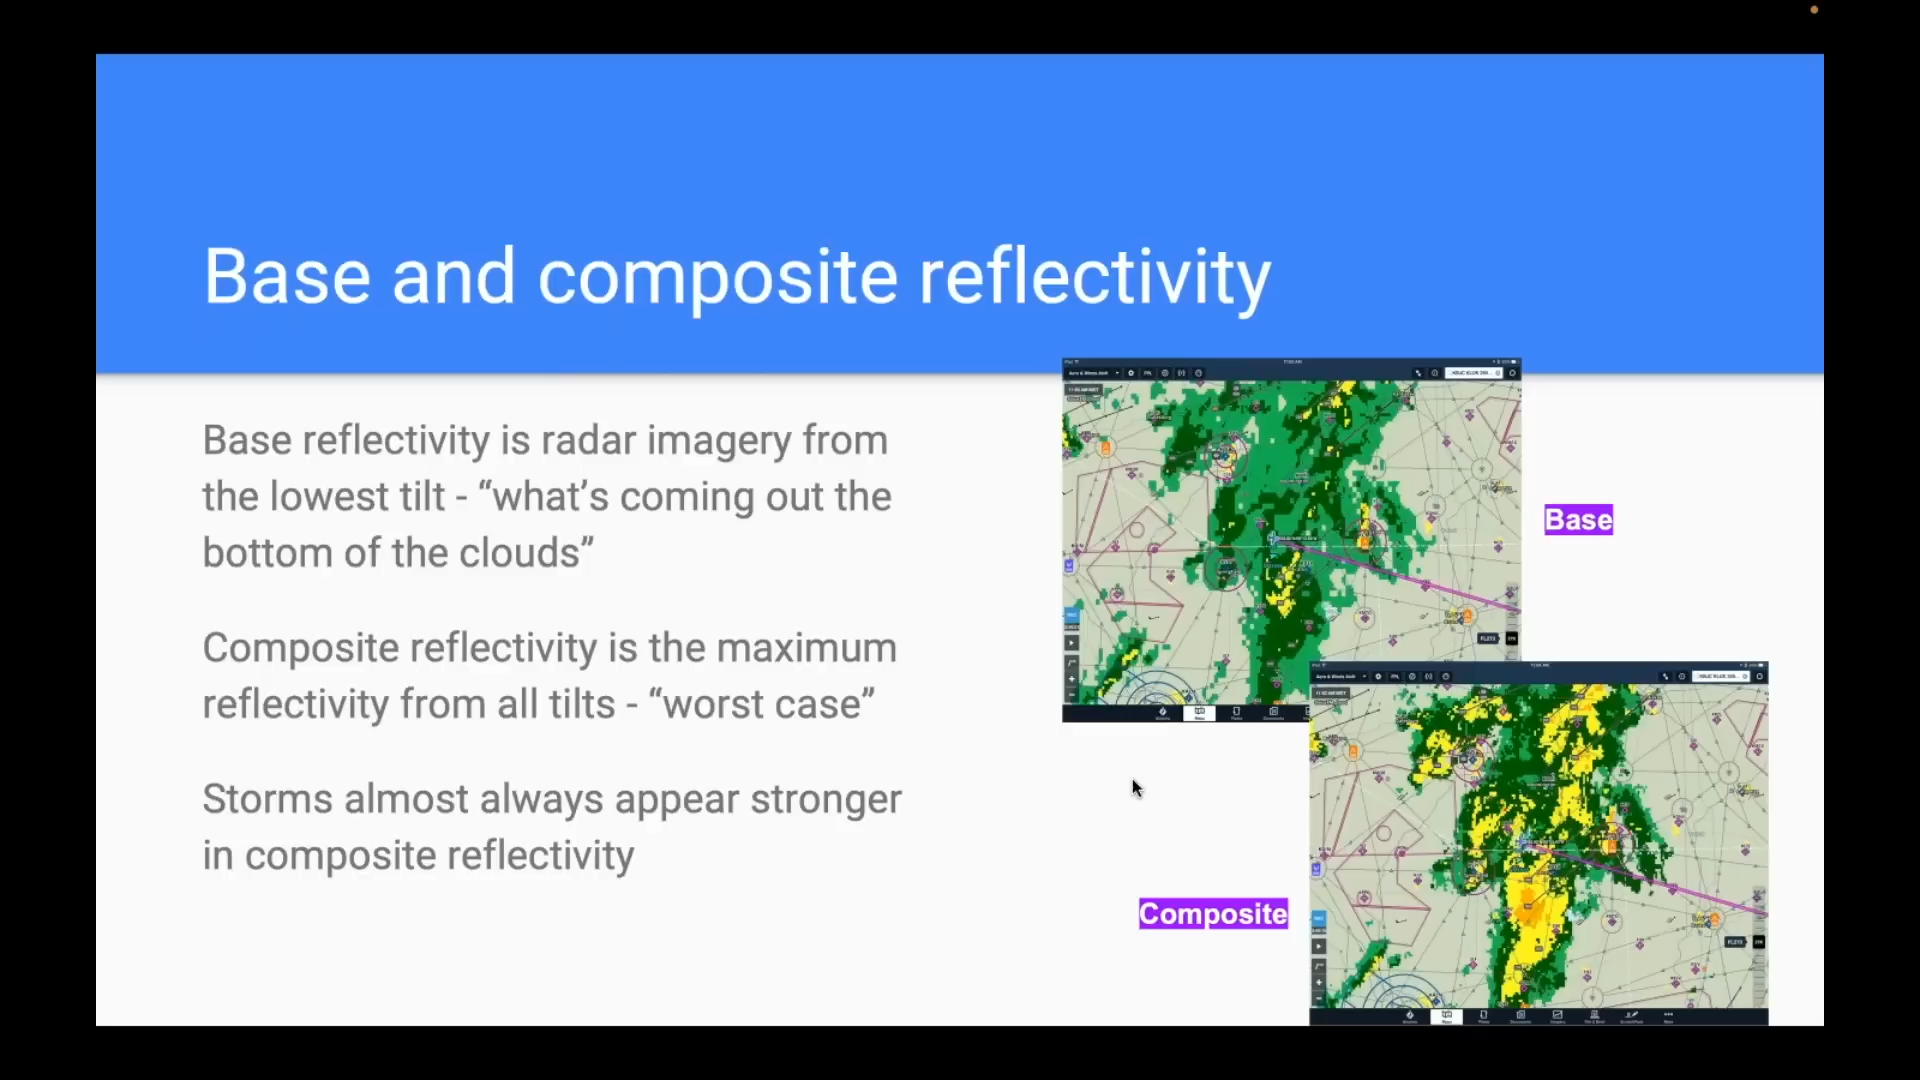 Base and composite reflectivity
Base reflectivity is radar imagery from
the lowest tilt - “what’s coming out the
bottom of the clouds”
Composite reflectivity is the maximum
reflectivity from all tilts - “worst case”
Storms almost always appear stronger
in composite reflectivity
Base
Composite